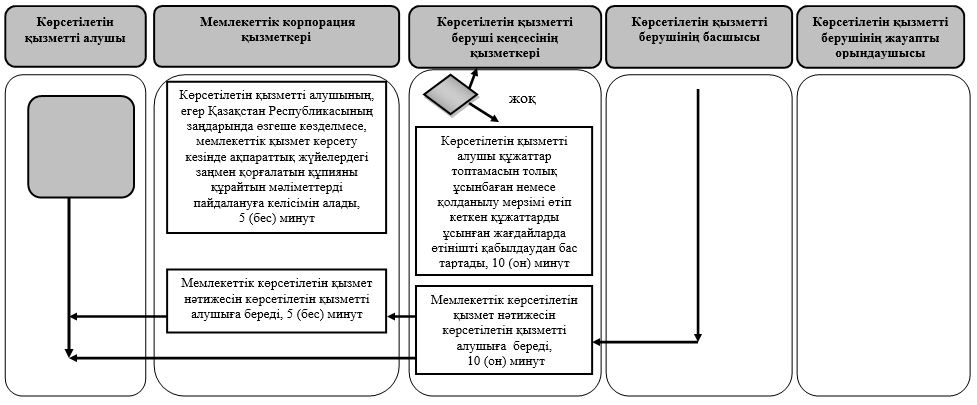 Көрсетілетін
қызметті алушы
Мемлекеттік корпорация
қызметкері
Көрсетілетін қызметті
беруші кеңсесінің
қызметкері
Көрсетілетін қызметті
берушінің басшысы
Көрсетілетін қызметті
берушінің жауапты
орындаушысы
Көрсетілетін қызмет алушының,
егер Қазақстан Республикасының
заңдарында өзгеше көзделмесе,
мемлекеттік қызмет көрсету
кезінде ақпараттық жүйелердегі
заңмен қорғалатын құпияны
құрайтын мәліметтерді
пайдалануға келісімін алады,
5 (бес) минут
жоқ
Көрсетілетін қызметті
алушы құжаттар
топтамасын толық
ұсынбаған немесе
қолданылу мерзімі өтіп
кеткен құжаттарды
ұсынған жағдайларда
өтінішті қабылдаудан бас
тартады, 10 (он) минут
Мемлекеттік көрсетілетін қызмет
нәтижесін көрсетілетін қызметті
алушыға береді, 5 (бес) минут
Мемлекеттік көрсетілетін
қызмет нәтижесін
көрсетілетін қызметті
алушыға береді,
10 (он) минут